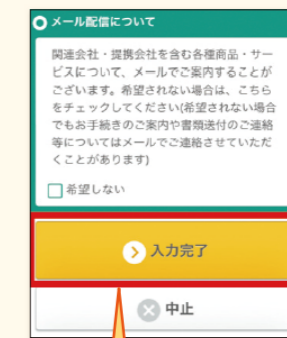 メール配信について
関連会社・提携会社を含む各種商品・サー
ビスについて、メールでご案内することが
ございます。希望されない場合は、こちら
をチェックしてください(希望されない場合
でもお手続きのご案内や書類送付のご連絡
等についてはメールでご連絡させていただ
くことがあります)
希望しない
入力完了
中止